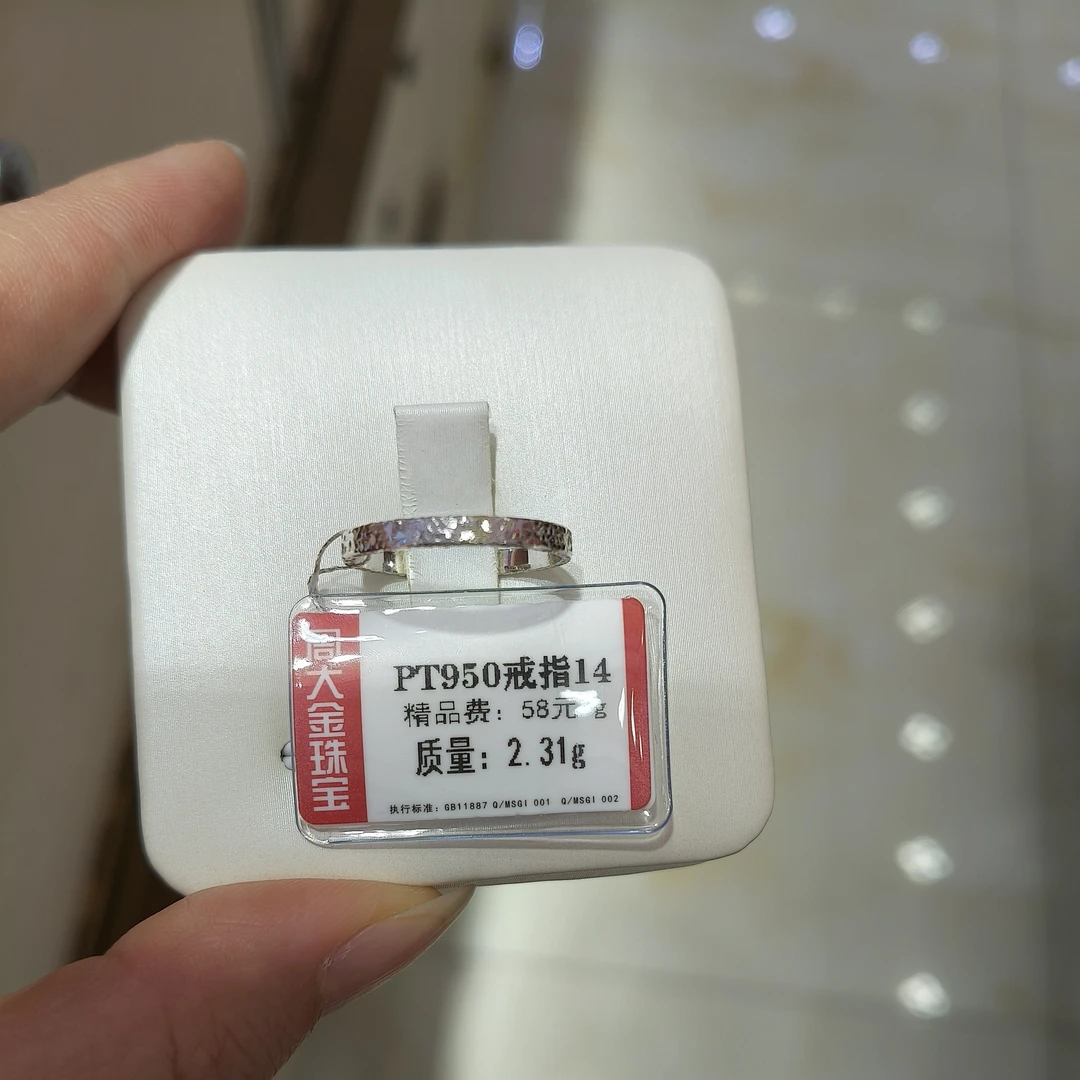 周大金珠宝
PT950戒指14
精品费: 58元/g
质量: 2.31g
执行标准: GB11887 Q/MSGI 001 Q/MSGI 002